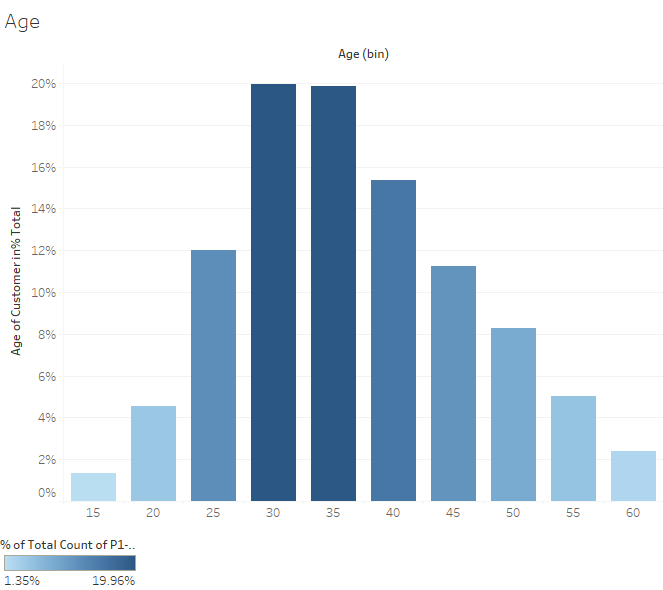 Age
Age (bin)
Age of Customer in% Total
20%
18%
16%
14%
12%
10%
8%
6%
4%
2%
0%
15 20 25 30 35 40 45 50 55 60
% of Total Count of P1-..
1.35% 19.96%